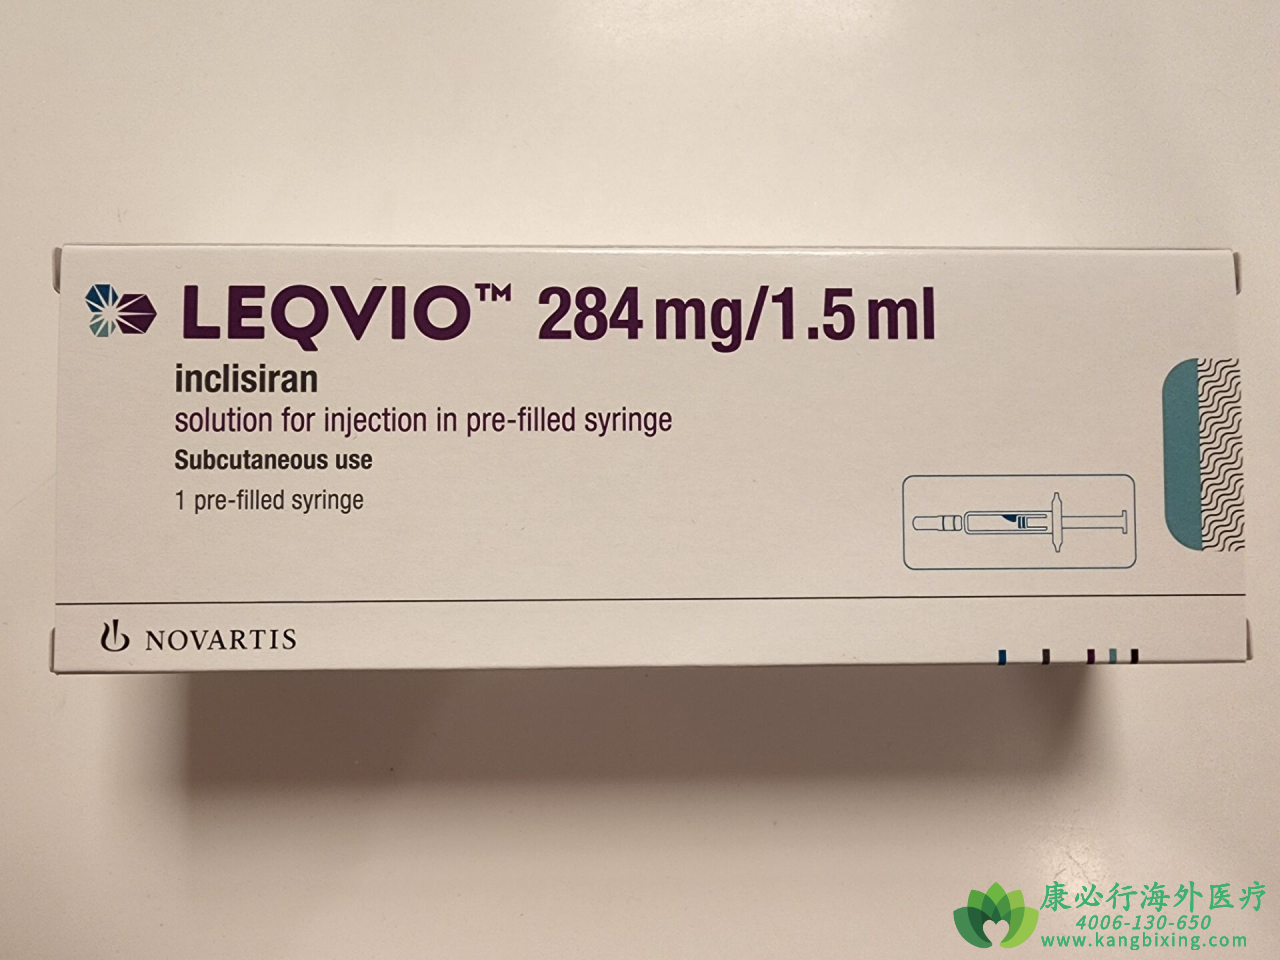 LEQVIO™ 284 mg/1.5 ml
inclisiran
solution for injection in pre-filled syringe
Subcutaneous use
1 pre-filled syringe
NOVARTIS
康必行海外医疗
4006-130-650
www.kangbixing.com